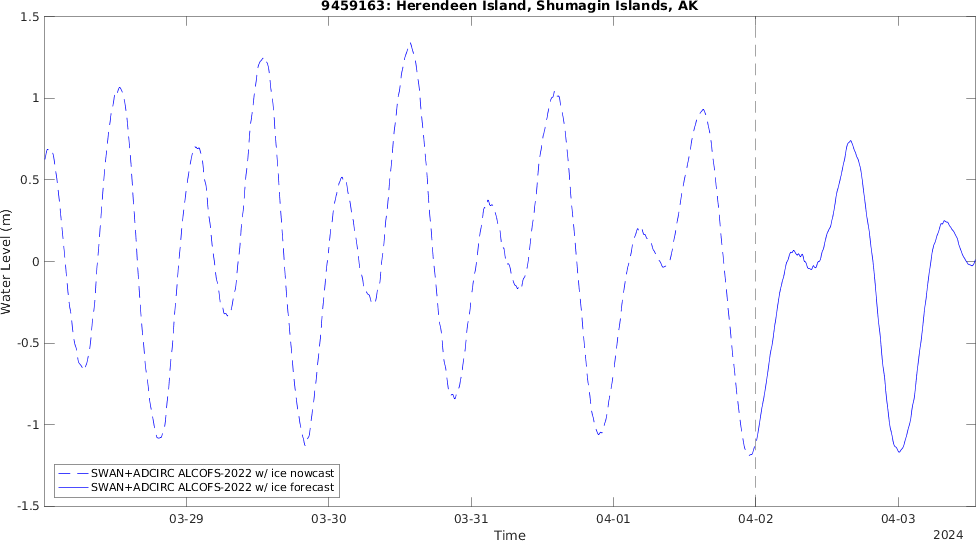 9459163: Herendeen Island, Shumagin Islands, AK
1.5
1
0.5
0
-0.5
-1
-1.5
Water Level (m)
SWAN+ADCIRC ALCOFS-2022 w/ ice nowcast
SWAN+ADCIRC ALCOFS-2022 w/ ice forecast
03-29 03-30 03-31 04-01 04-02 04-03
Time
2024